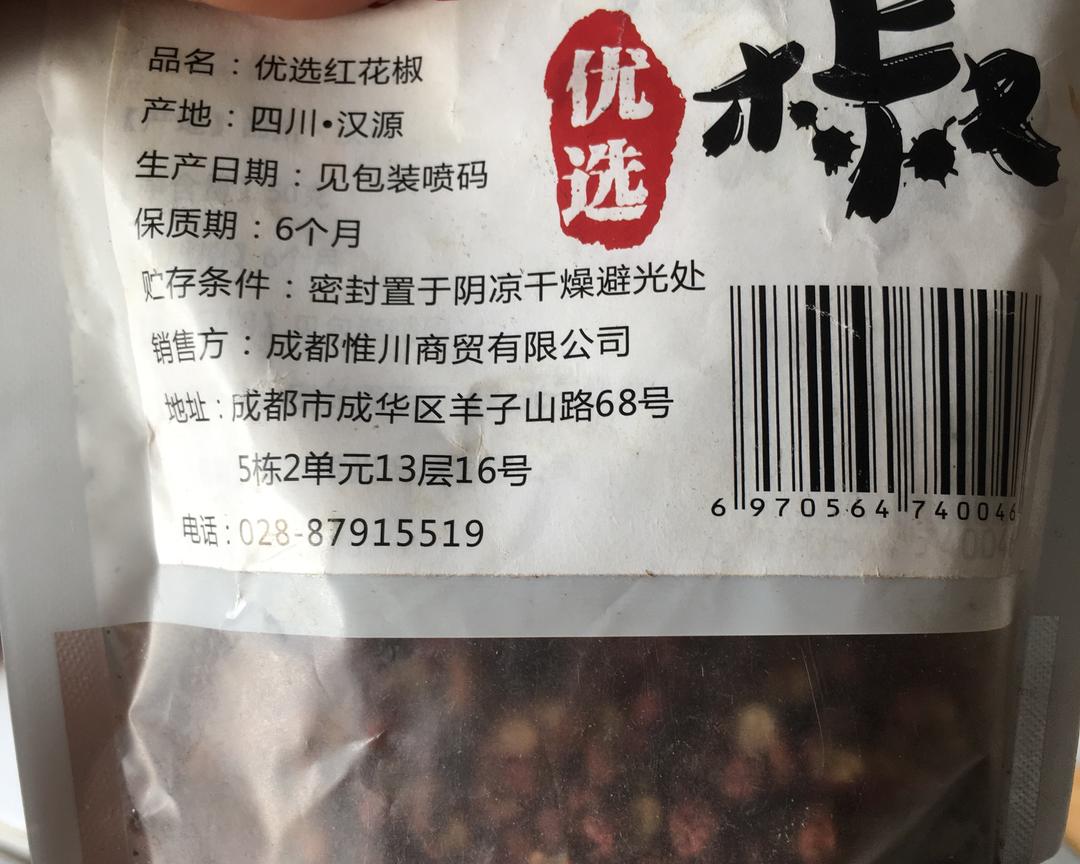 品名：优选红花椒
产地：四川•汉源
生产日期：见包装喷码
保质期：6个月
贮存条件：密封置于阴凉干燥避光处
销售方：成都惟川商贸有限公司
地址：成都市成华区羊子山路68号
5栋2单元13层16号
电话：028-87915519
优选
椒
6 970564 740046